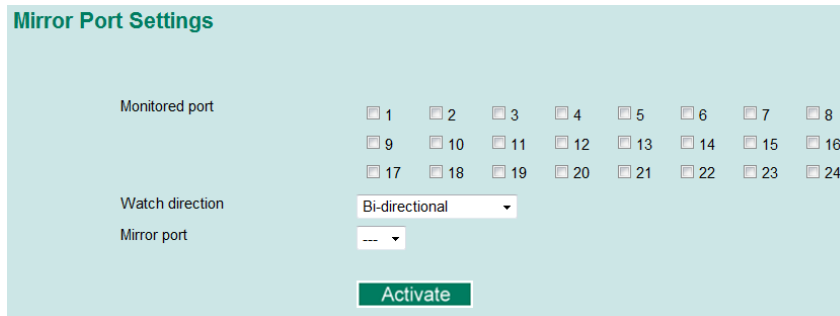 Mirror Port Settings
Monitored port
1 2 3 4 5 6 7 8
9 10 11 12 13 14 15 16
17 18 19 20 21 22 23 24
Watch direction Bi-directional
Mirror port ---
Activate